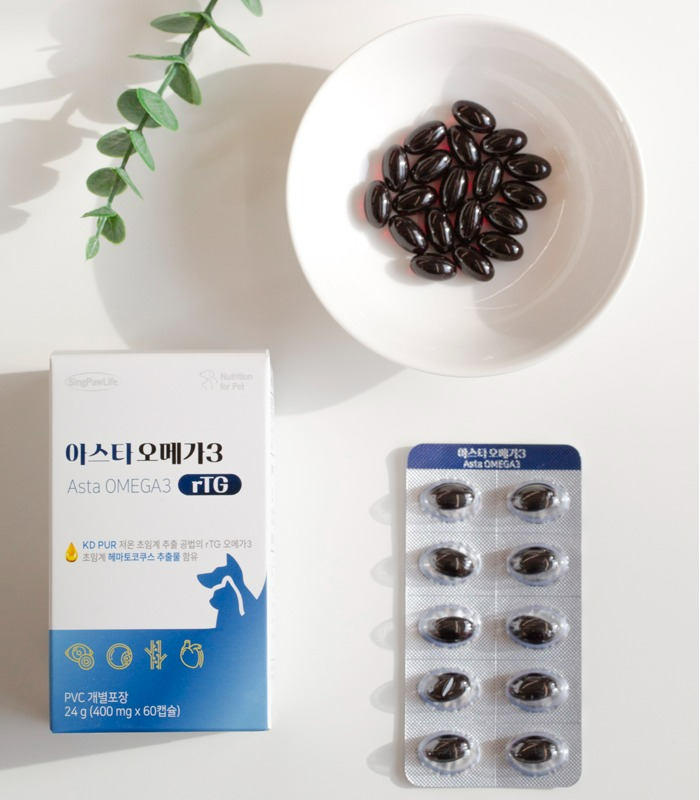 SingPawLife
Nutrition
for Pet
아스타 오메가3
Asta OMEGA3 rTG
KD PUR 저온 초임계 추출 공법의 rTG 오메가3
초임계 헤마토코쿠스 추출물 함유
PVC 개별포장
24 g (400 mg x 60캡슐)
아스타 오메가3
Asta OMEGA3